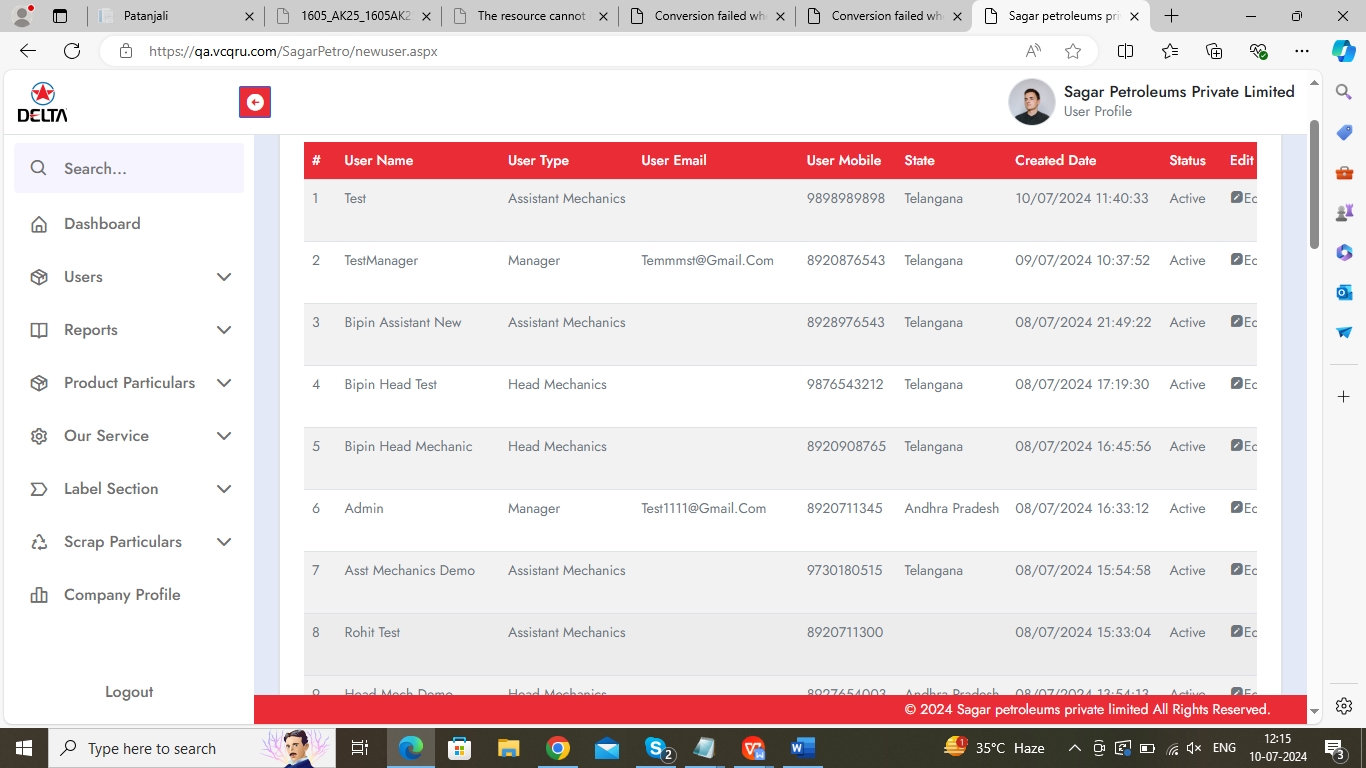 Patanjali
1605_AK25_1605AK2
The resource cannot
Conversion failed whe
Conversion failed whe
Sagar petroleums pri
https://qa.vcqru.com/SagarPetro/newuser.aspx
DELTA
Sagar Petroleums Private Limited
User Profile
Search...
Dashboard
Users
Reports
Product Particulars
Our Service
Label Section
Scrap Particulars
Company Profile
Logout
# User Name User Type User Email User Mobile State Created Date Status Edit
1 Test Assistant Mechanics 9898989898 Telangana 10/07/2024 11:40:33 Active Ed
2 TestManager Manager Temmmst@Gmail.Com 8920876543 Telangana 09/07/2024 10:37:52 Active Ed
3 Bipin Assistant New Assistant Mechanics 8928976543 Telangana 08/07/2024 21:49:22 Active Ed
4 Bipin Head Test Head Mechanics 9876543212 Telangana 08/07/2024 17:19:30 Active Ed
5 Bipin Head Mechanic Head Mechanics 8920908765 Telangana 08/07/2024 16:45:56 Active Ed
6 Admin Manager Test1111@Gmail.Com 8920711345 Andhra Pradesh 08/07/2024 16:33:12 Active Ed
7 Asst Mechanics Demo Assistant Mechanics 9730180515 Telangana 08/07/2024 15:54:58 Active Ed
8 Rohit Test Assistant Mechanics 8920711300 08/07/2024 15:33:04 Active Ed
9 Head Mech Demo Head Mechanics 8927654003 Andhra Pradesh 08/07/2024 13:54:13 Active Ed
© 2024 Sagar petroleums private limited All Rights Reserved.
Type here to search
2
1
35°C Haze
ENG
12:15
10-07-2024
3